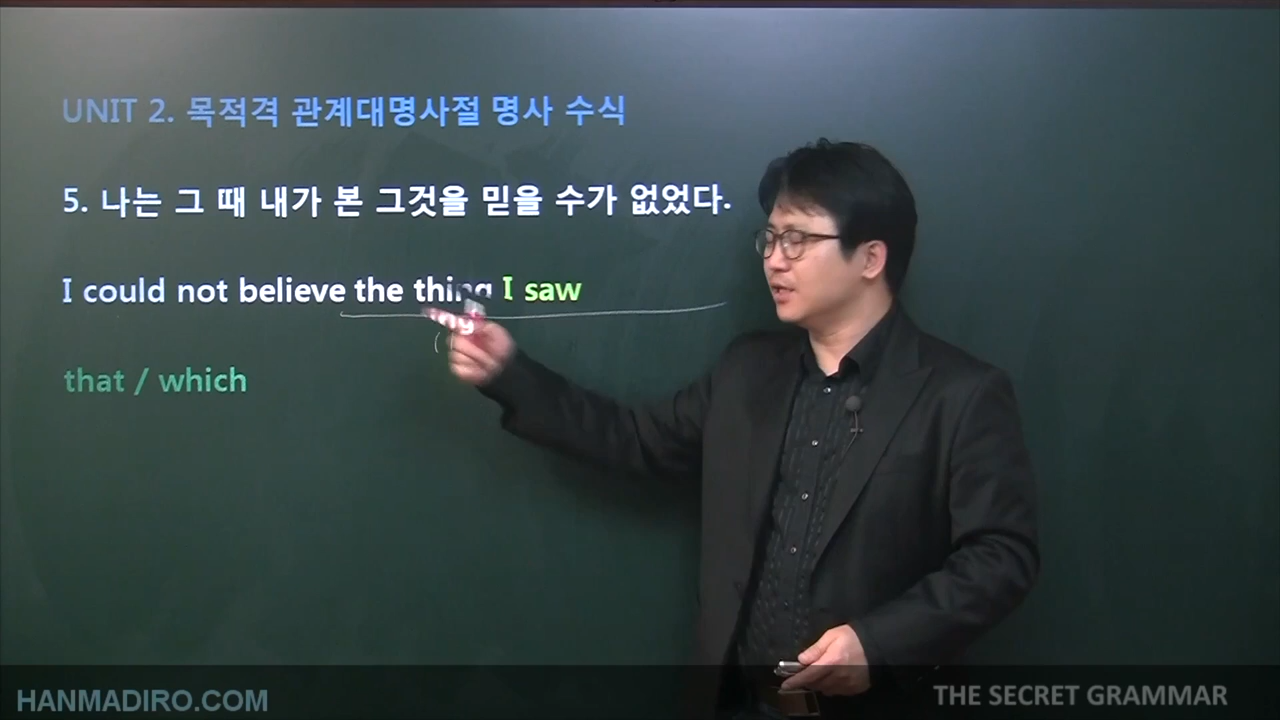 UNIT 2. 목적격 관계대명사절 명사 수식
5. 나는 그 때 내가 본 그것을 믿을 수가 없었다.
I could not believe the thing I saw
that / which
HANMADIRO.COM
THE SECRET GRAMMAR